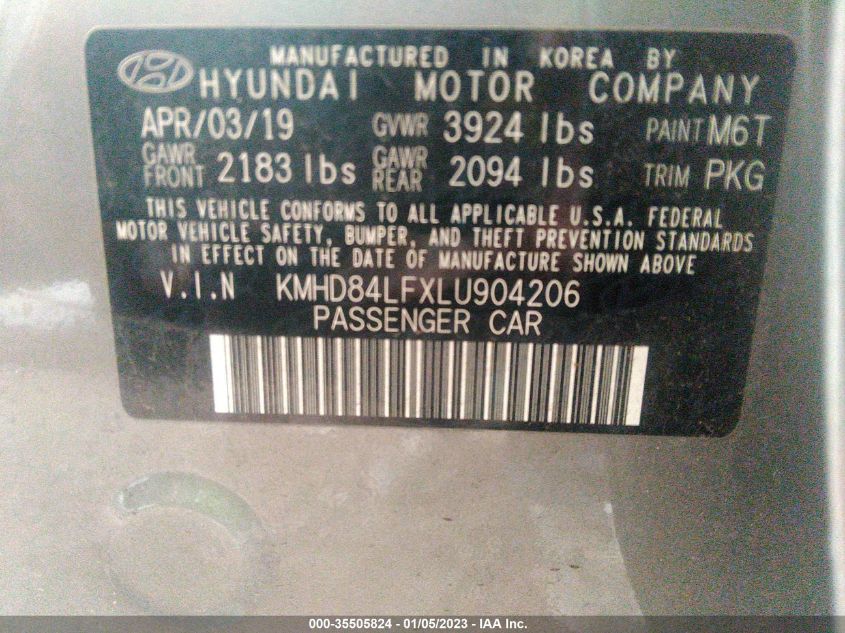 MANUFACTURED IN KOREA BY
HYUNDAI MOTOR COMPANY
APR/03/19 GVWR 3924 lbs PAINT M6T
GAWR FRONT 2183 lbs GAWR REAR 2094 lbs TRIM PKG
THIS VEHICLE CONFORMS TO ALL APPLICABLE U.S.A. FEDERAL
MOTOR VEHICLE SAFETY, BUMPER, AND THEFT PREVENTION STANDARDS
IN EFFECT ON THE DATE OF MANUFACTURE SHOWN ABOVE
V.I.N KMHD84LFXLU904206
PASSENGER CAR
000-35505824 - 01/05/2023 - IAA Inc.